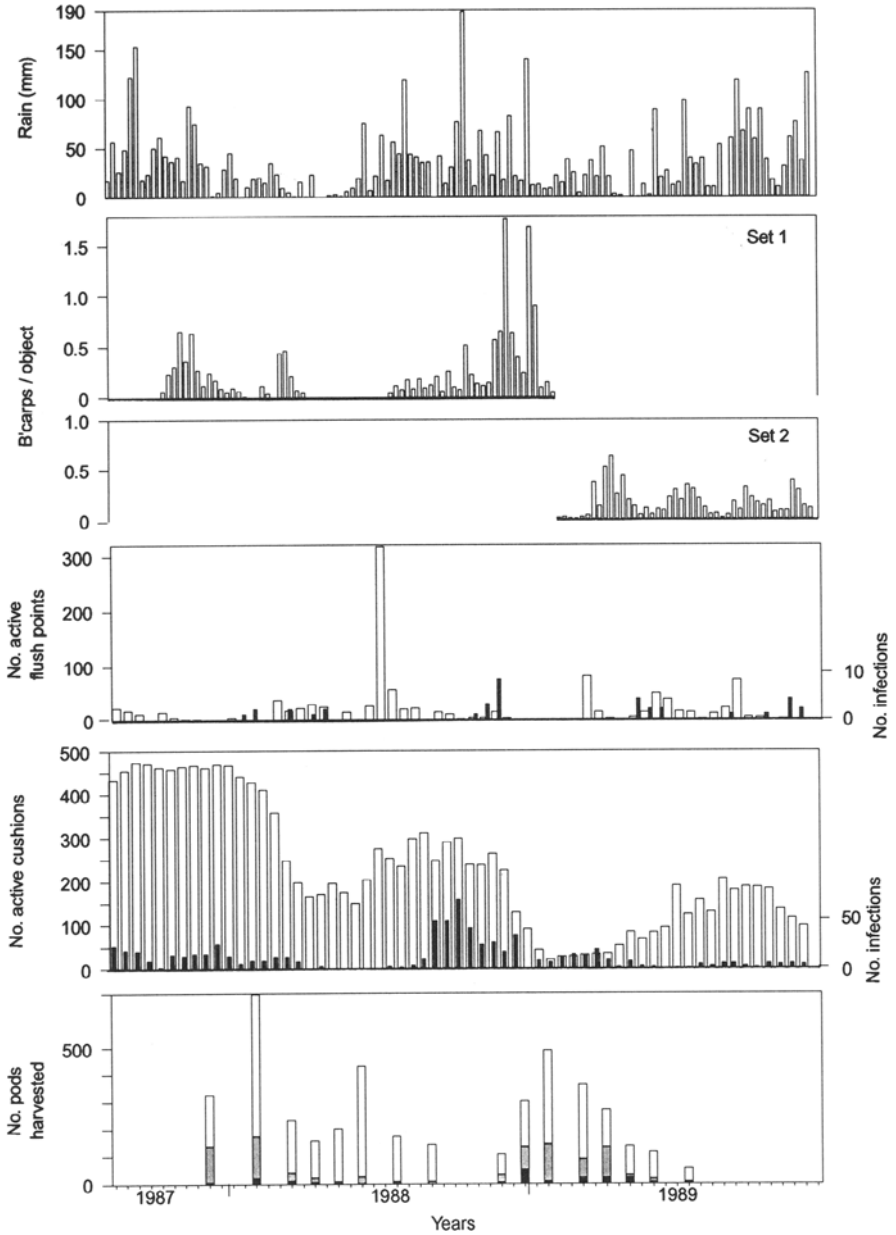 190
150
100
50
0
Rain (mm)
Set 1
1.5
1.0
0.5
0
B'carps / object
Set 2
1.0
0.5
0
300
200
100
0
No. active
flush points
10
0
No. infections
500
400
300
200
100
0
No. active cushions
50
0
No. infections
500
0
No. pods
harvested
1987
1988
1989
Years